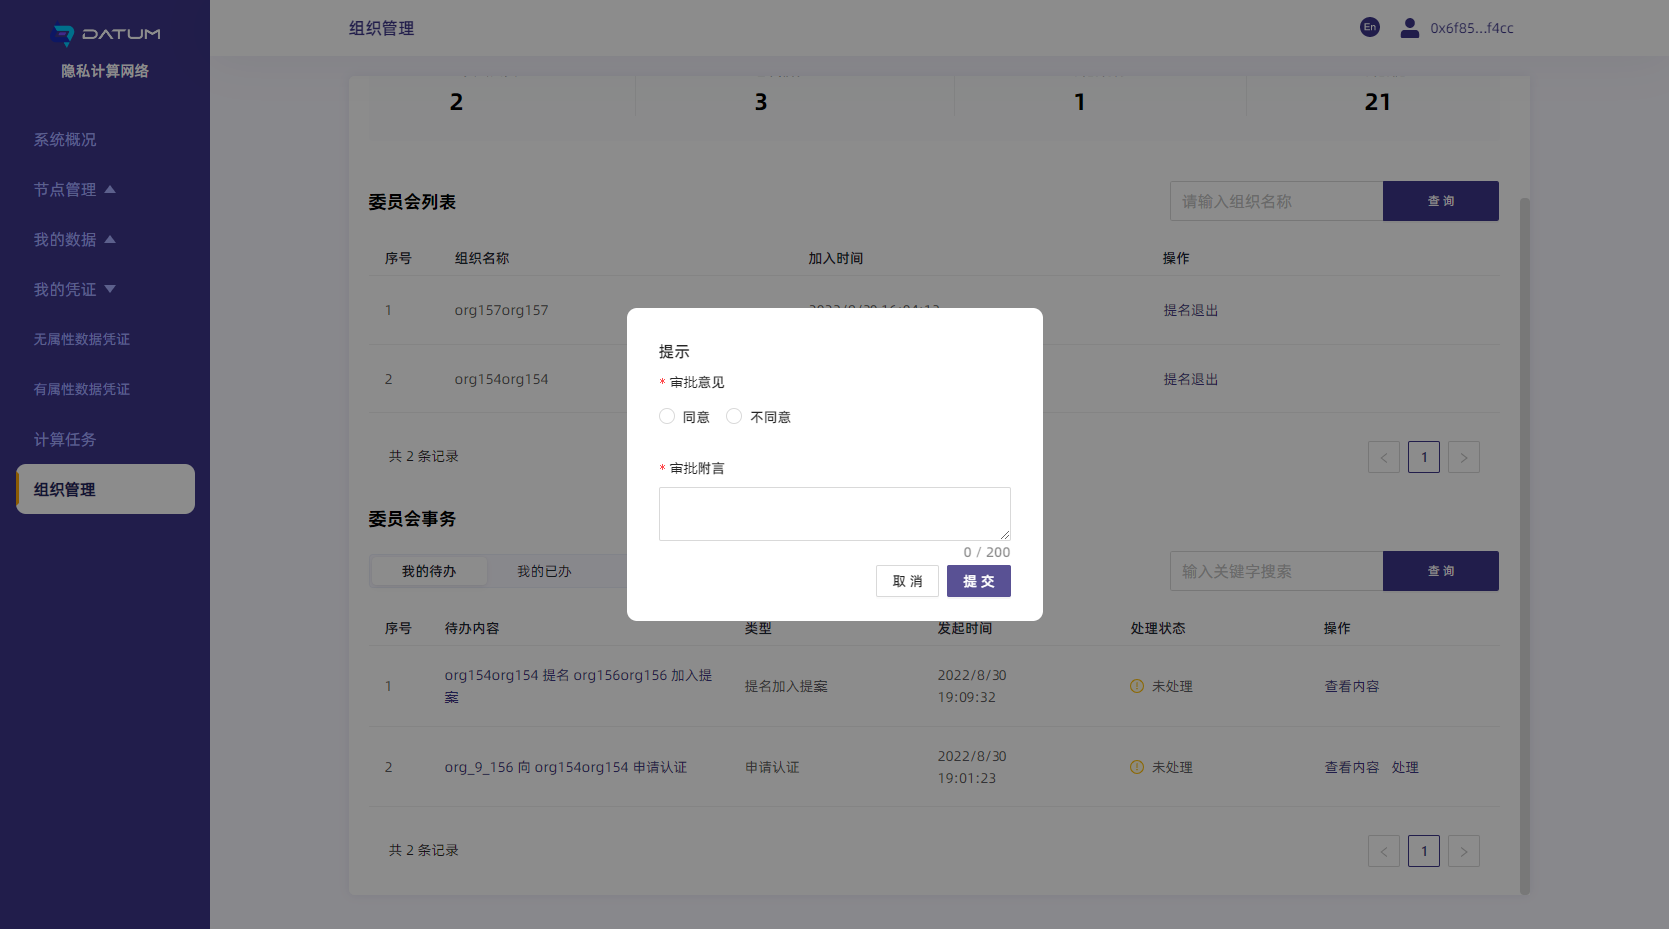 DATUM
隐私计算网络
系统概况
节点管理
我的数据
我的凭证
无属性数据凭证
有属性数据凭证
计算任务
组织管理
组织管理
En
0x6f85...f4cc
2 3 1 21
委员会列表
请输入组织名称 查 询
序号 组织名称 加入时间 操作
1 org157org157 提名退出
2 org154org154 提名退出
共 2 条记录
< 1 >
委员会事务
我的待办 我的已办
输入关键字搜索 查 询
序号 待办内容 类型 发起时间 处理状态 操作
1 org154org154 提名 org156org156 加入提案 提名加入提案 2022/8/30 19:09:32 未处理 查看内容
2 org_9_156 向 org154org154 申请认证 申请认证 2022/8/30 19:01:23 未处理 查看内容 处理
共 2 条记录
< 1 >
提示
* 审批意见
同意 不同意
* 审批附言
0 / 200
取 消 提 交